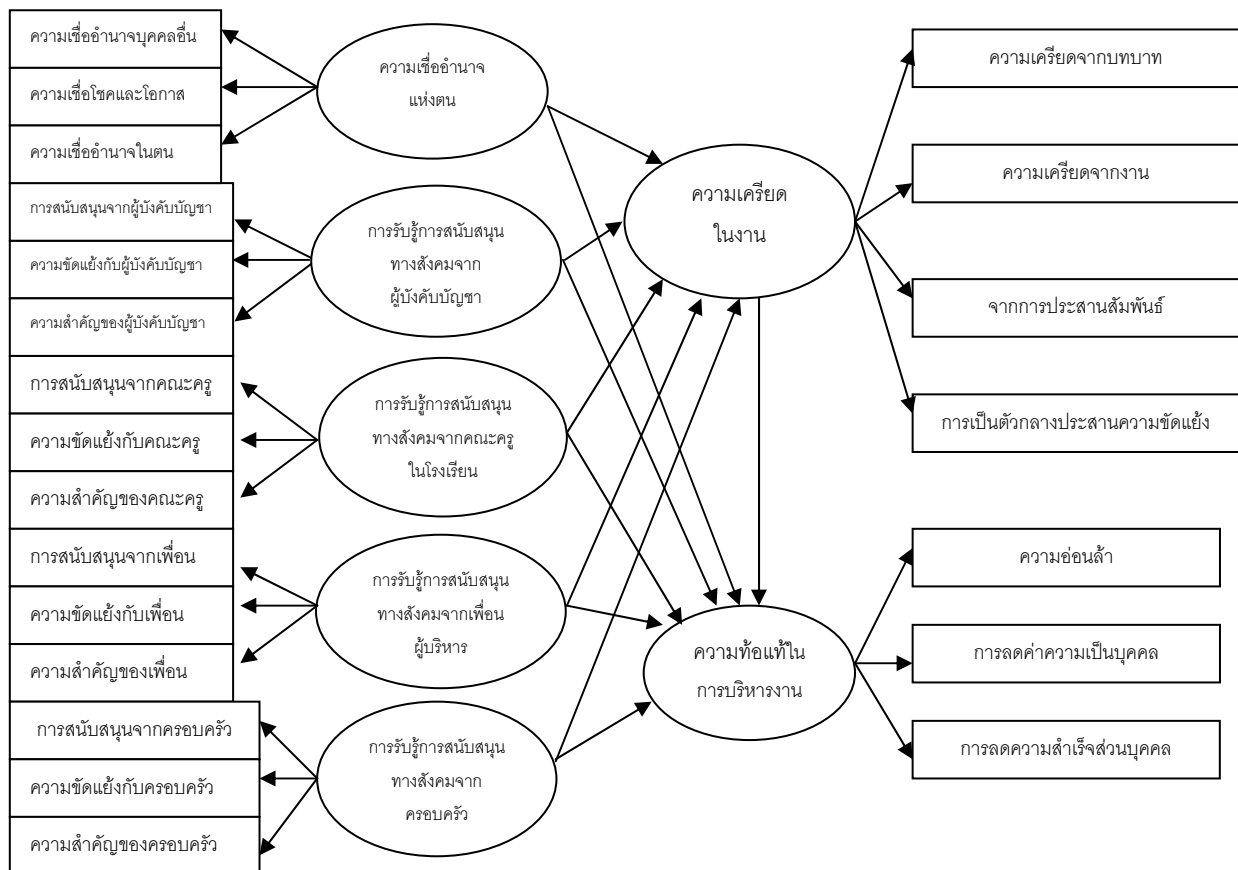 ความเชื่ออำนาจบุคคลอื่น
ความเชื่อโชคและโอกาส
ความเชื่ออำนาจในตน
การสนับสนุนจากผู้บังคับบัญชา
ความขัดแย้งกับผู้บังคับบัญชา
ความสำคัญของผู้บังคับบัญชา
การสนับสนุนจากคณะครู
ความขัดแย้งกับคณะครู
ความสำคัญของคณะครู
การสนับสนุนจากเพื่อน
ความขัดแย้งกับเพื่อน
ความสำคัญของเพื่อน
การสนับสนุนจากครอบครัว
ความขัดแย้งกับครอบครัว
ความสำคัญของครอบครัว
ความเชื่ออำนาจ
แห่งตน
การรับรู้การสนับสนุน
ทางสังคมจาก
ผู้บังคับบัญชา
การรับรู้การสนับสนุน
ทางสังคมจากคณะครู
ในโรงเรียน
การรับรู้การสนับสนุน
ทางสังคมจากเพื่อน
ผู้บริหาร
การรับรู้การสนับสนุน
ทางสังคมจาก
ครอบครัว
ความเครียด
ในงาน
ความท้อแท้ใน
การบริหารงาน
ความเครียดจากบทบาท
ความเครียดจากงาน
จากการประสานสัมพันธ์
การเป็นตัวกลางประสานความขัดแย้ง
ความอ่อนล้า
การลดค่าความเป็นบุคคล
การลดความสำเร็จส่วนบุคคล